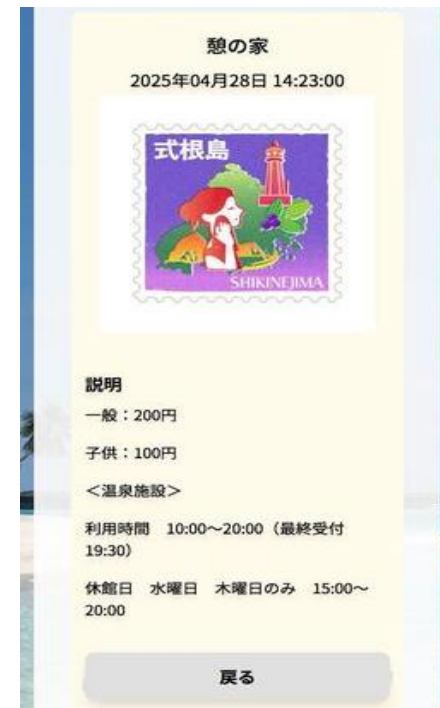 憩の家
2025年04月28日 14:23:00
式根島
SHIKINEJIMA
説明
一般：200円
子供：100円
＜温泉施設＞
利用時間　10:00～20:00（最終受付
19:30）
休館日　水曜日　木曜日のみ　15:00～
20:00
戻る